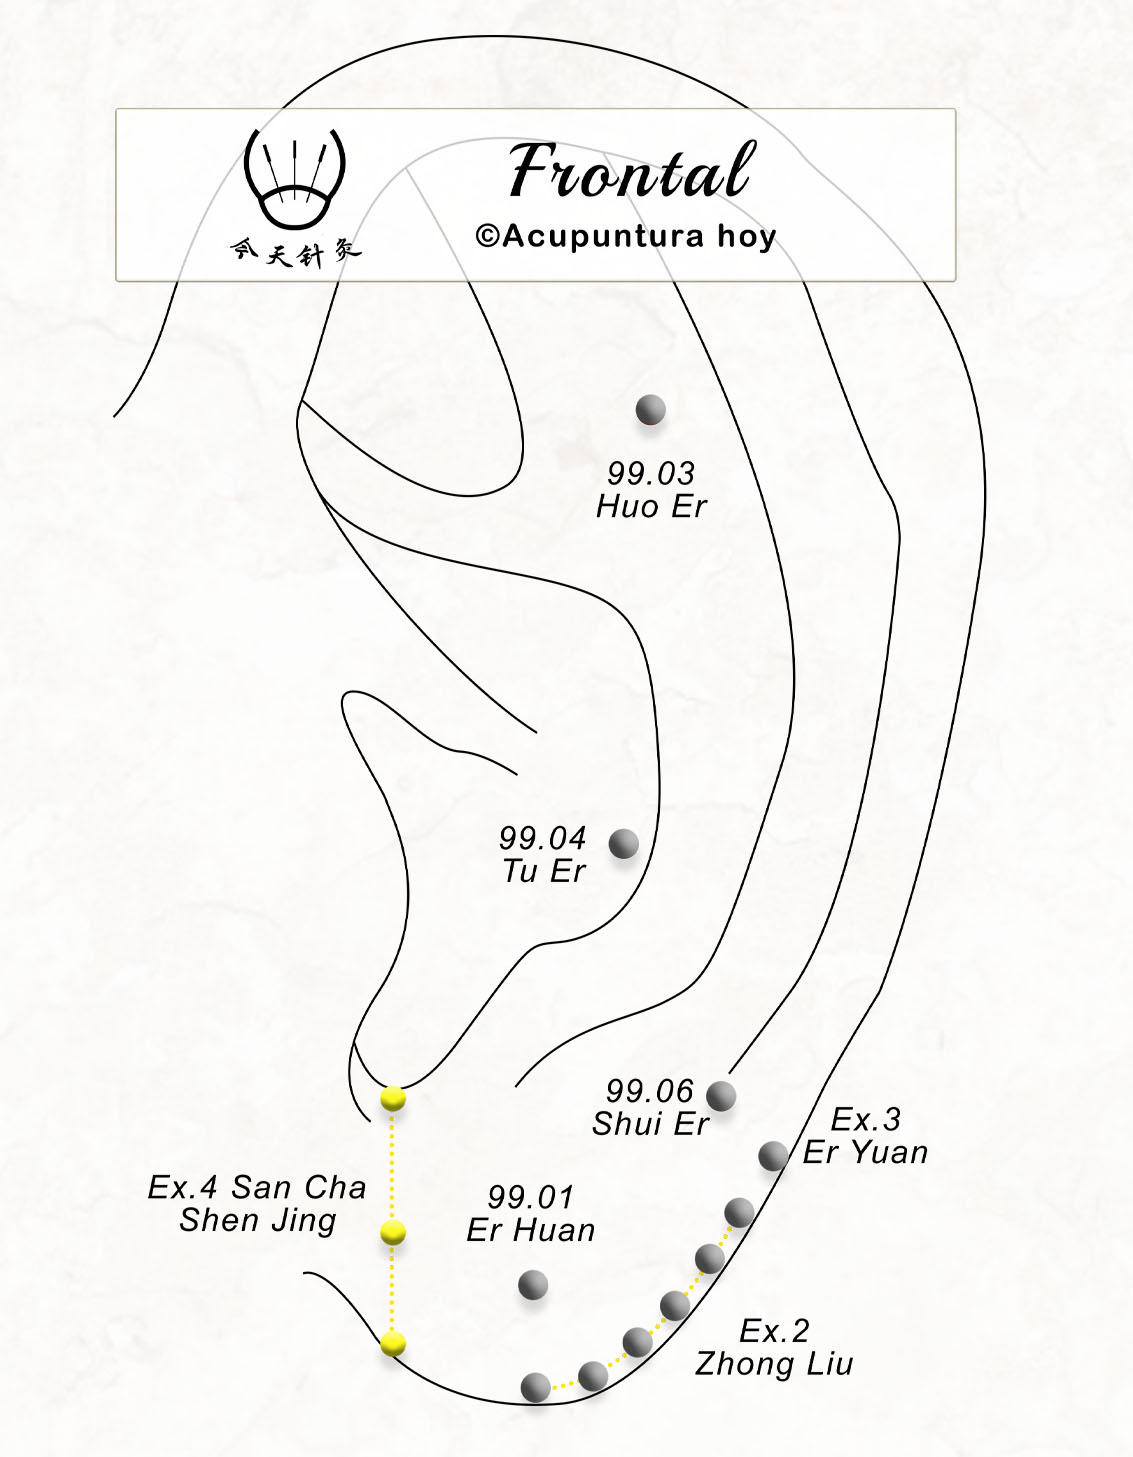 Frontal
©Acupuntura hoy
今天针灸
99.03
Huo Er
99.04
Tu Er
99.06
Shui Er
Ex.3
Er Yuan
Ex.4 San Cha
Shen Jing
99.01
Er Huan
Ex.2
Zhong Liu